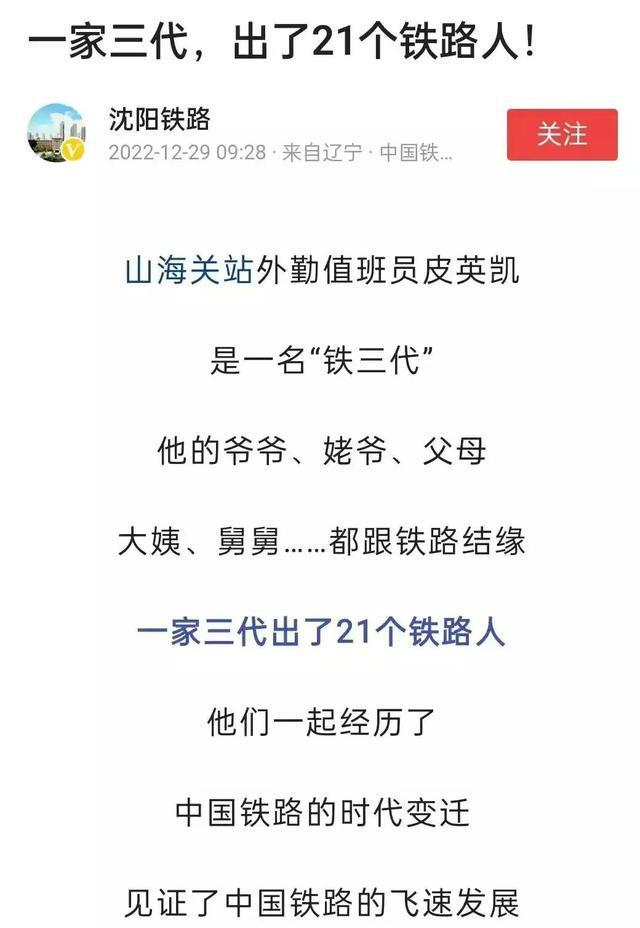 一家三代，出了21个铁路人！
沈阳铁路
2022-12-29 09:28 · 来自辽宁 · 中国铁...
关注
山海关站外勤值班员皮英凯
是一名“铁三代”
他的爷爷、姥爷、父母
大姨、舅舅……都跟铁路结缘
一家三代出了21个铁路人
他们一起经历了
中国铁路的时代变迁
见证了中国铁路的飞速发展